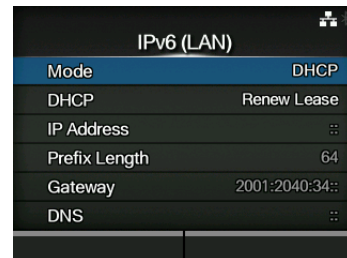 IPv6 (LAN)
Mode DHCP
DHCP Renew Lease
IP Address ::
Prefix Length 64
Gateway 2001:2040:34::
DNS ::